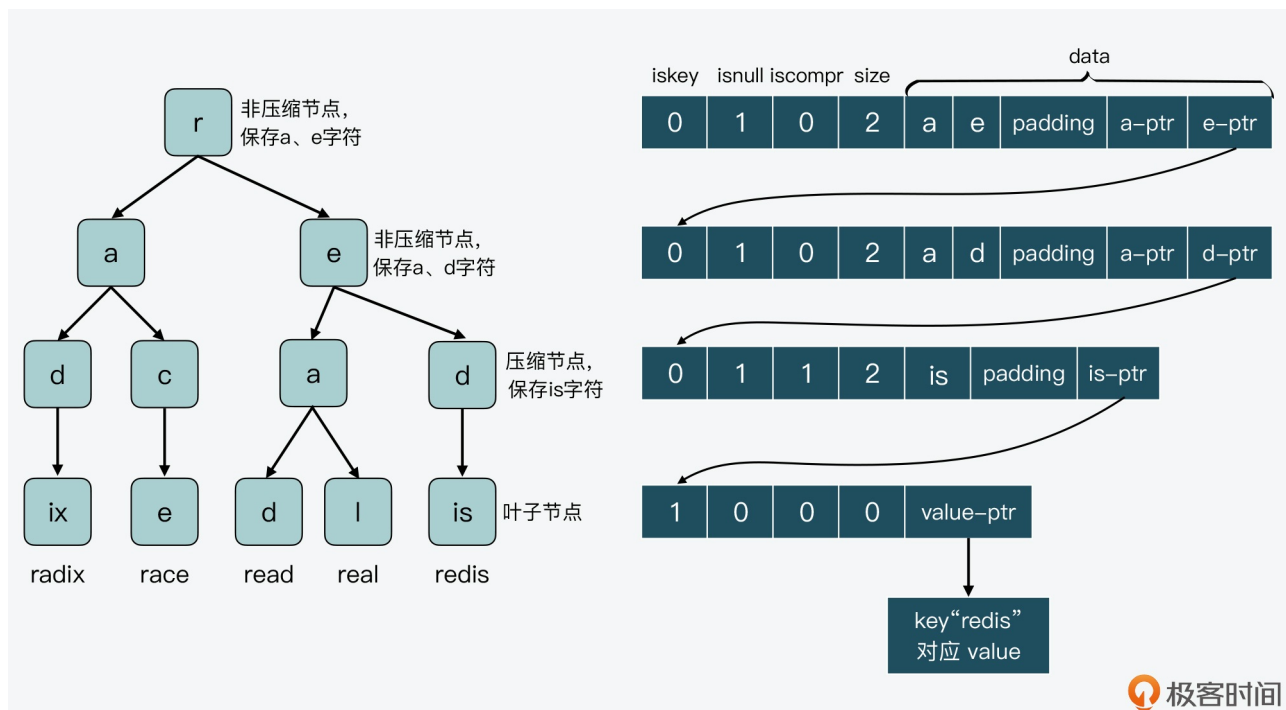 r
非压缩节点,
保存a、e字符
a
e
非压缩节点,
保存a、d字符
d
c
a
d
压缩节点,
保存is字符
ix
e
d
l
is
叶子节点
radix
race
read
real
redis
data
iskey isnull iscompr size
0 1 0 2 a e padding a-ptr e-ptr
0 1 0 2 a d padding a-ptr d-ptr
0 1 1 2 is padding is-ptr
1 0 0 0 value-ptr
key“redis”
对应 value
极客时间